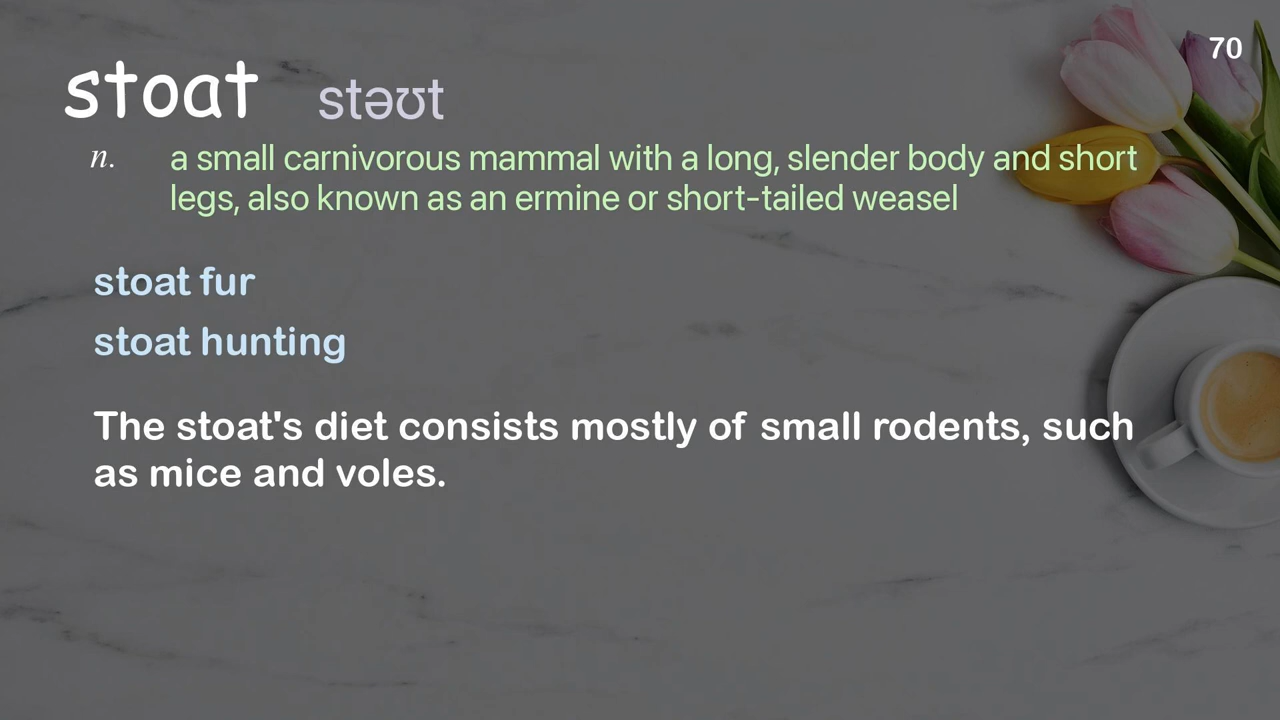 70
stoat stəʊt
n. a small carnivorous mammal with a long, slender body and short
legs, also known as an ermine or short-tailed weasel
stoat fur
stoat hunting
The stoat's diet consists mostly of small rodents, such
as mice and voles.